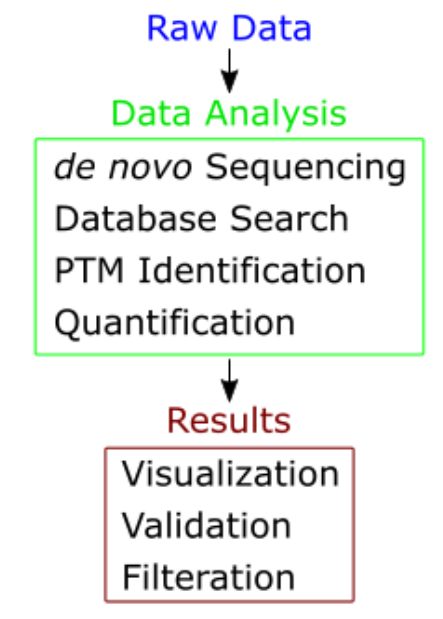 Raw Data
Data Analysis
de novo Sequencing
Database Search
PTM Identification
Quantification
Results
Visualization
Validation
Filteration